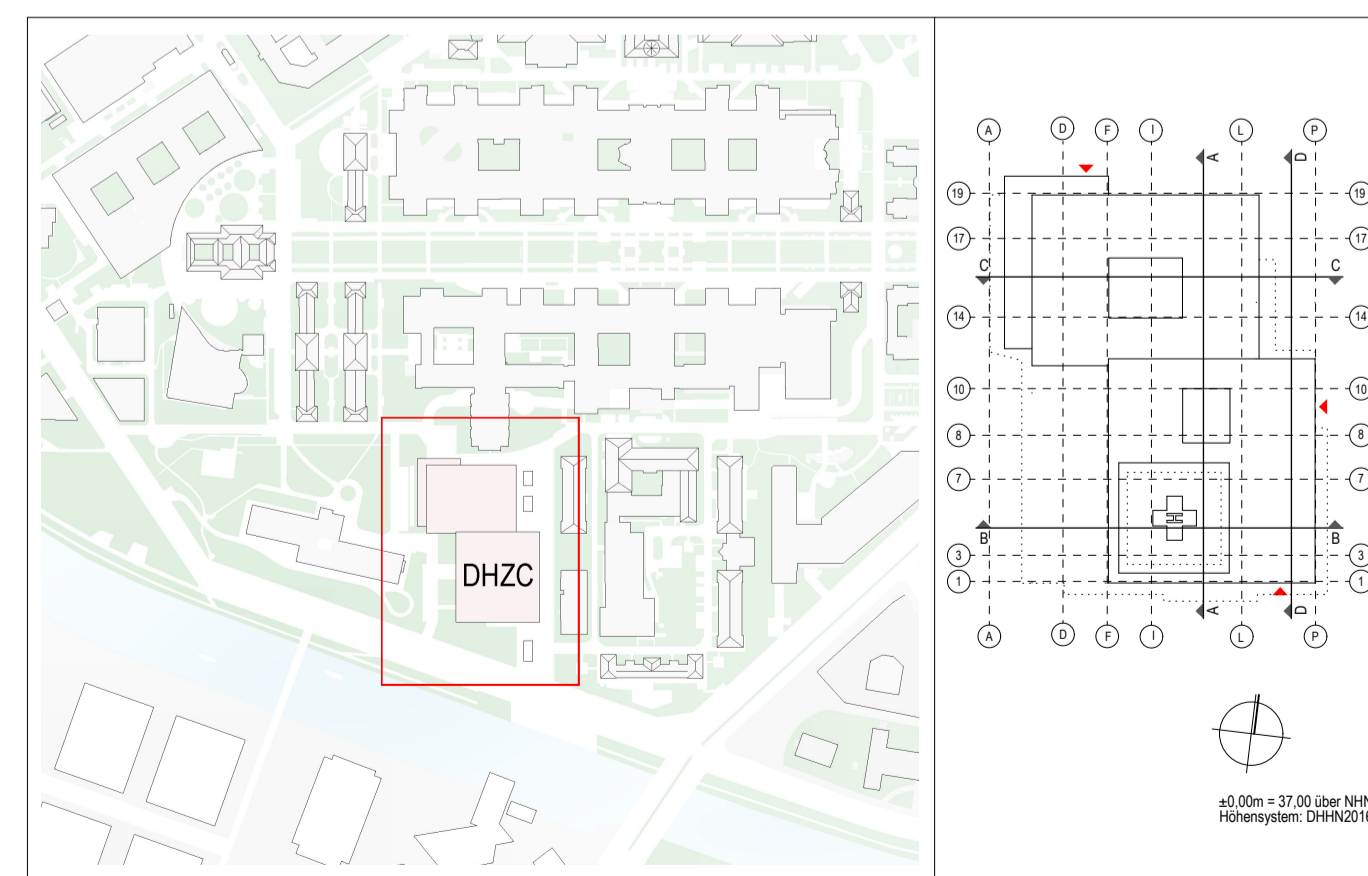 DHZC
A D F I L P
A D
19 19
17 17
C C
14 14
10 10
8 8
7 7
H
B B
3 3
1 1
A D
A D F I L P
±0,00m = 37,00 über NHN
Höhensystem: DHHN2016